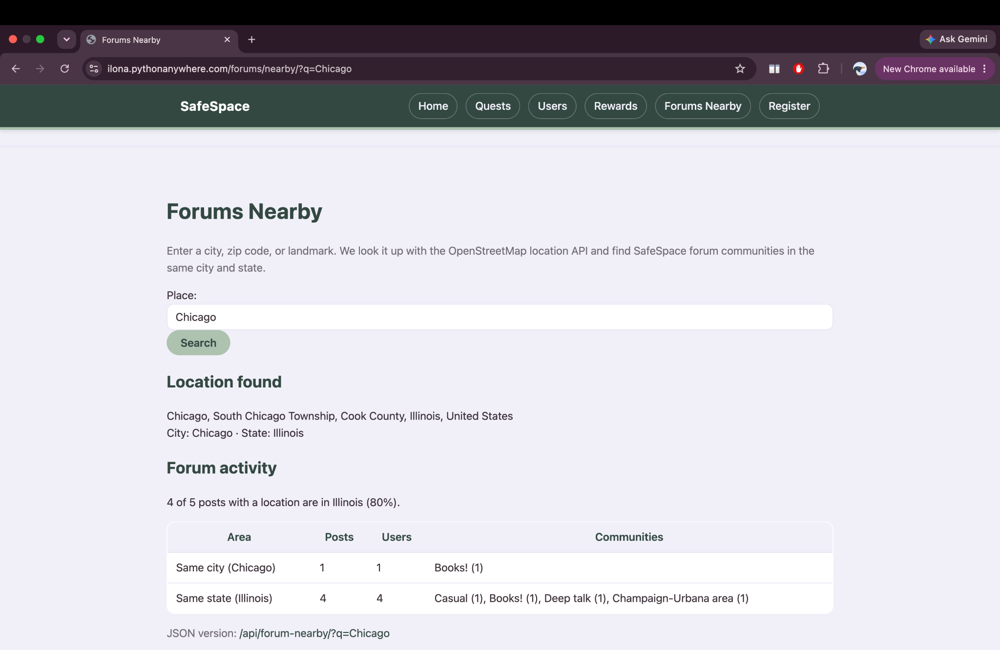 Forums Nearby
Ask Gemini
ilona.pythonanywhere.com/forums/nearby/?q=Chicago
New Chrome available
SafeSpace
Home
Quests
Users
Rewards
Forums Nearby
Register
Forums Nearby
Enter a city, zip code, or landmark. We look it up with the OpenStreetMap location API and find SafeSpace forum communities in the
same city and state.
Place:
Chicago
Search
Location found
Chicago, South Chicago Township, Cook County, Illinois, United States
City: Chicago · State: Illinois
Forum activity
4 of 5 posts with a location are in Illinois (80%).
Area Posts Users Communities
Same city (Chicago) 1 1 Books! (1)
Same state (Illinois) 4 4 Casual (1), Books! (1), Deep talk (1), Champaign-Urbana area (1)
JSON version: /api/forum-nearby/?q=Chicago